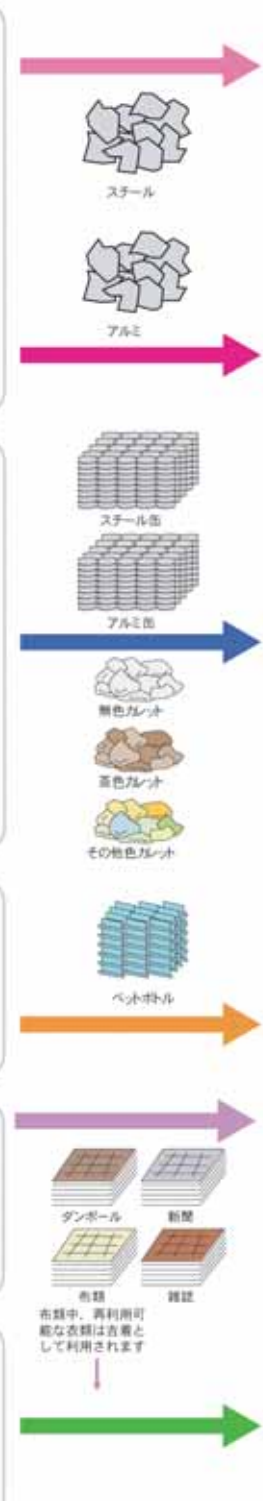 スチール
アルミ
スチール缶
アルミ缶
無色カレット
茶色カレット
その他色カレット
ペットボトル
ダンボール
新聞
布類
雑誌
布類中、再利用可
能な衣類は古着と
して利用されます